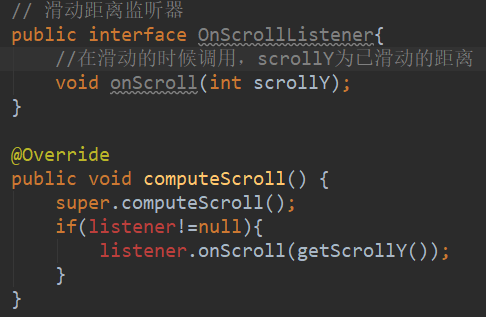 // 滑动距离监听器
public interface OnScrollListener{
//在滑动的时候调用，scrollY为已滑动的距离
void onScroll(int scrollY);
}
@Override
public void computeScroll() {
super.computeScroll();
if(listener!=null){
listener.onScroll(getScrollY());
}
}